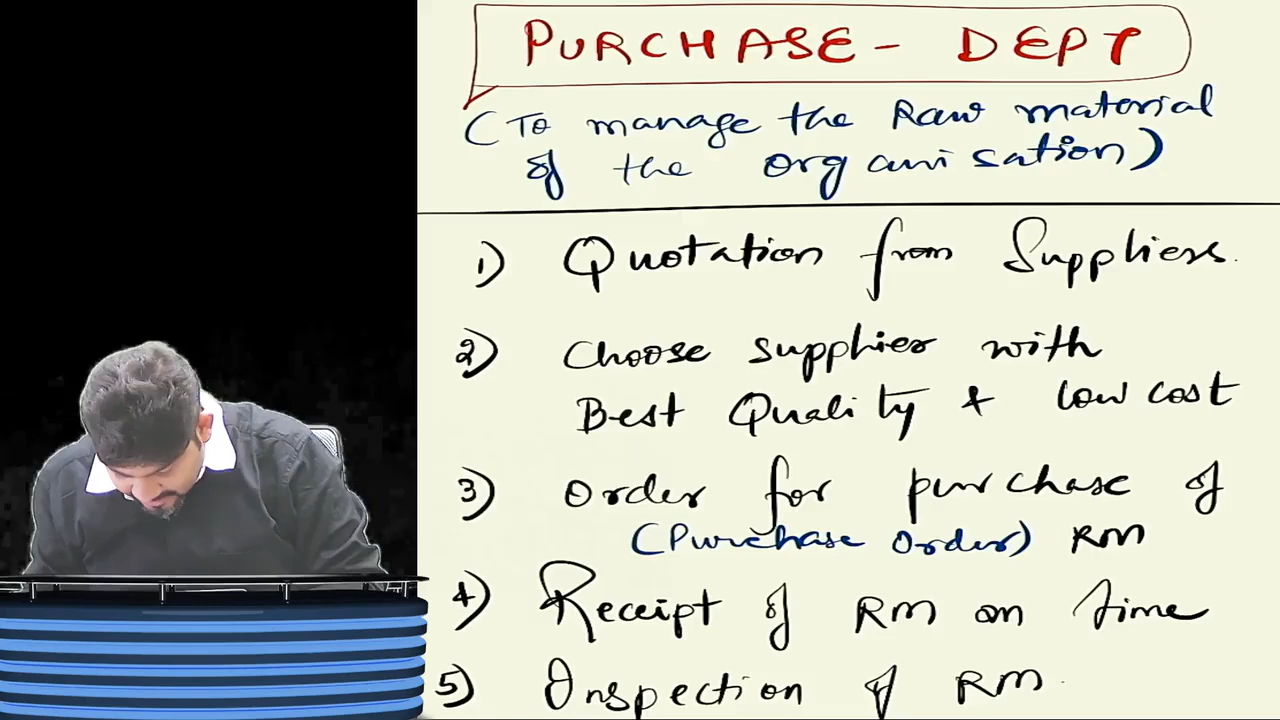 PURCHASE - DEPT
(To manage the Raw material
of the organisation)
1) Quotation from Suppliers.
2) Choose supplier with
Best Quality & low cost
3) Order for purchase of
(Purchase order) RM
4) Receipt of RM on time
5) Inspection of RM.